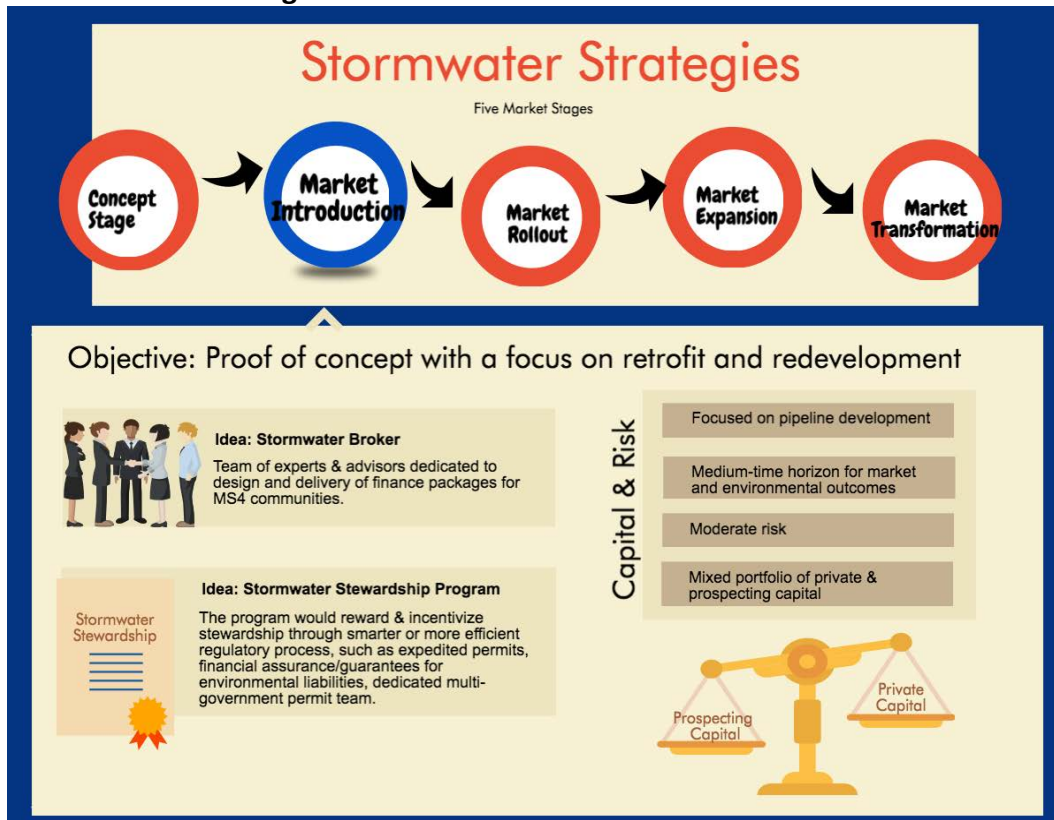 Stormwater Strategies
Five Market Stages
Concept
Stage
Market
Introduction
Market
Rollout
Market
Expansion
Market
Transformation
Objective: Proof of concept with a focus on retrofit and redevelopment
Idea: Stormwater Broker
Team of experts & advisors dedicated to
design and delivery of finance packages for
MS4 communities.
Stormwater
Stewardship
Idea: Stormwater Stewardship Program
The program would reward & incentivize
stewardship through smarter or more efficient
regulatory process, such as expedited permits,
financial assurance/guarantees for
environmental liabilities, dedicated multi-
government permit team.
Capital & Risk
Focused on pipeline development
Medium-time horizon for market
and environmental outcomes
Moderate risk
Mixed portfolio of private &
prospecting capital
Prospecting
Capital
Private
Capital